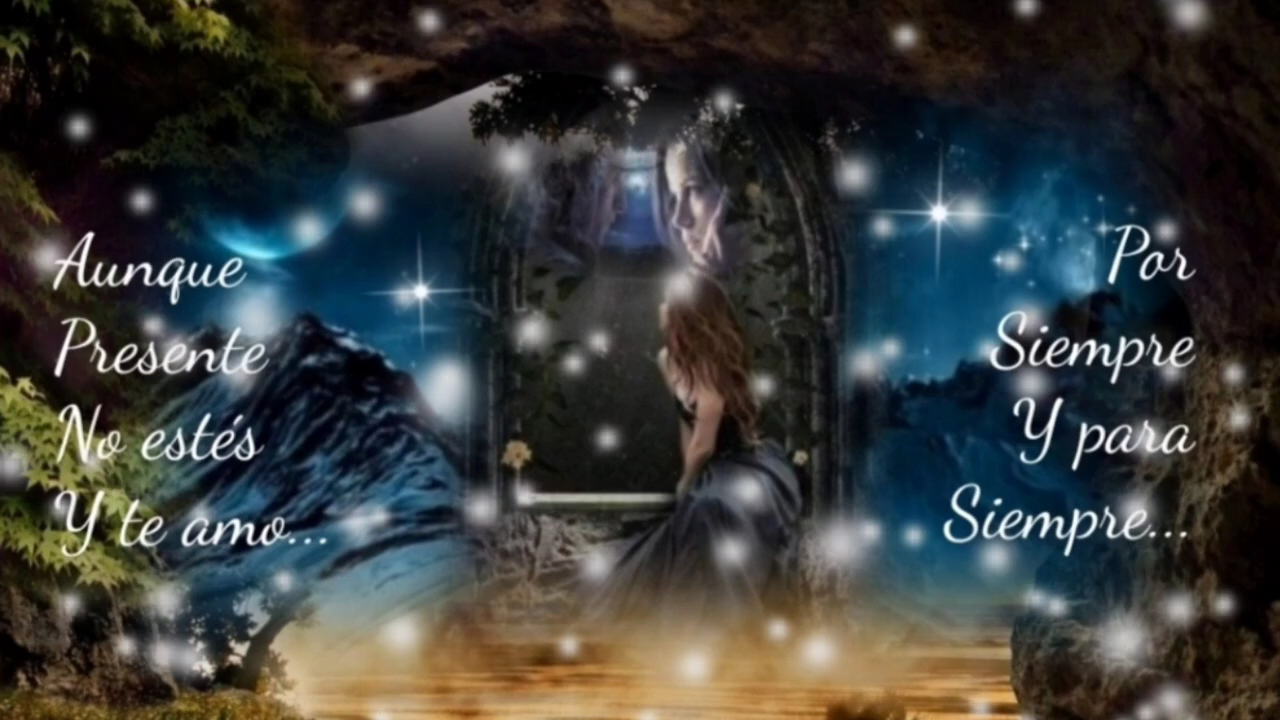 Aunque
Presente
No estés
Y te amo...
Por
Siempre
Y para
Siempre...